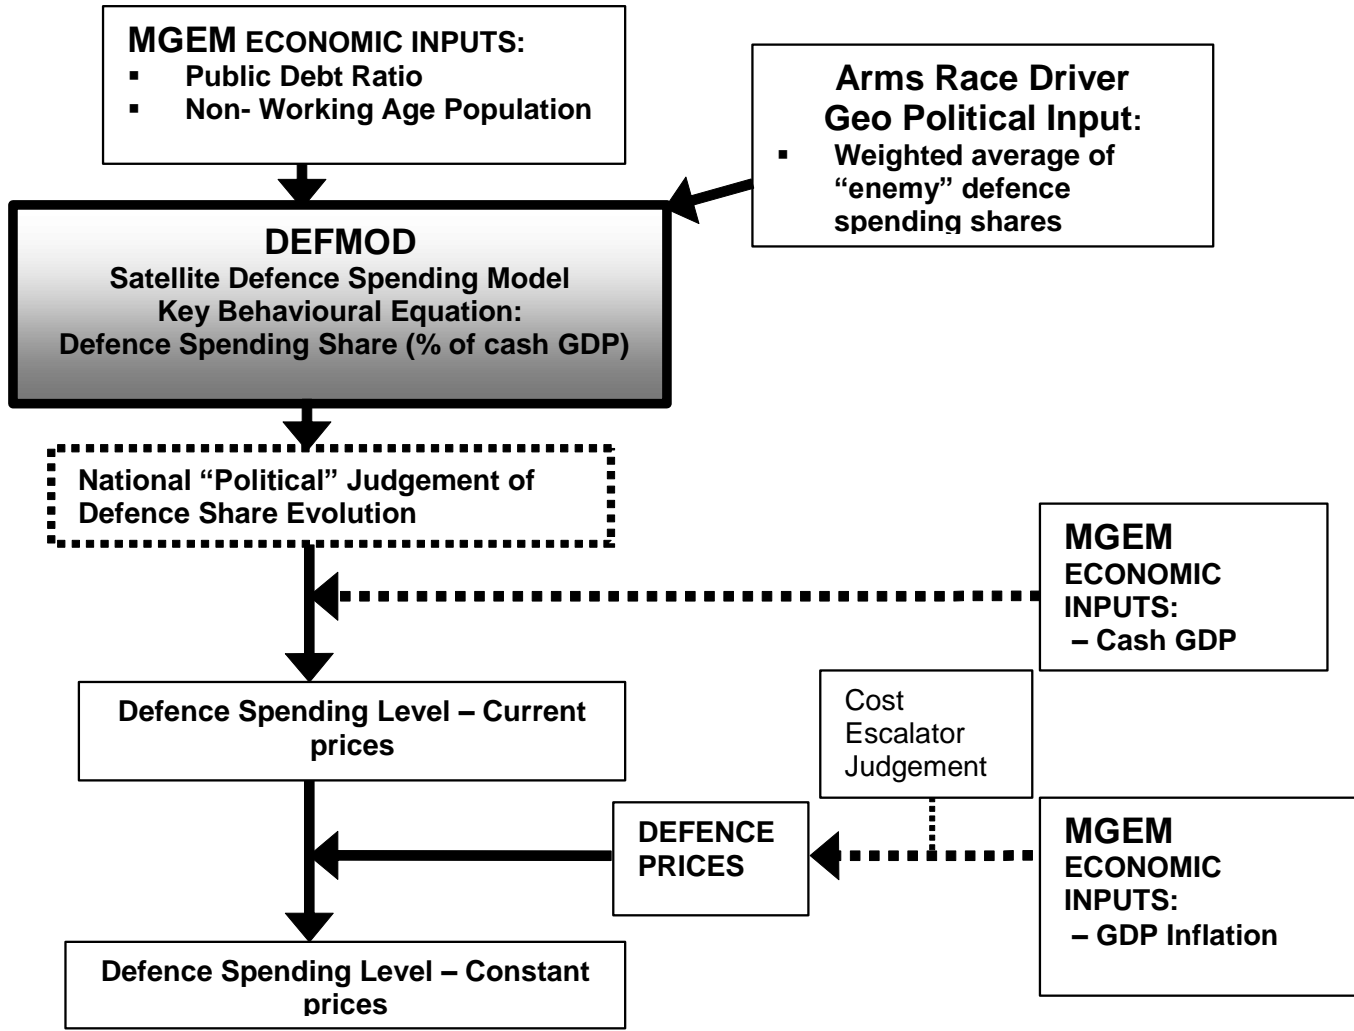 MGEM ECONOMIC INPUTS:
▪ Public Debt Ratio
▪ Non- Working Age Population
Arms Race Driver
Geo Political Input:
▪ Weighted average of
“enemy” defence
spending shares
DEFMOD
Satellite Defence Spending Model
Key Behavioural Equation:
Defence Spending Share (% of cash GDP)
National “Political” Judgement of
Defence Share Evolution
MGEM
ECONOMIC
INPUTS:
– Cash GDP
Defence Spending Level – Current
prices
Cost
Escalator
Judgement
DEFENCE
PRICES
MGEM
ECONOMIC
INPUTS:
– GDP Inflation
Defence Spending Level – Constant
prices